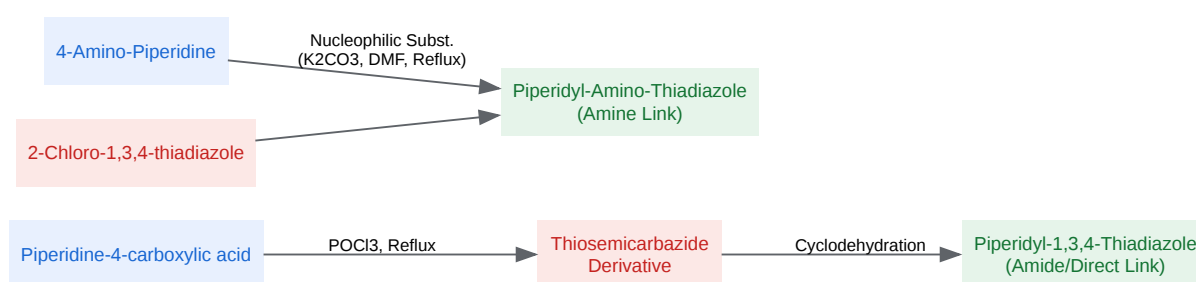 4-Amino-Piperidine
Nucleophilic Subst.
(K2CO3, DMF, Reflux)
Piperidyl-Amino-Thiadiazole
(Amine Link)
2-Chloro-1,3,4-thiadiazole
Piperidine-4-carboxylic acid
POCl3, Reflux
Thiosemicarbazide
Derivative
Cyclodehydration
Piperidyl-1,3,4-Thiadiazole
(Amide/Direct Link)